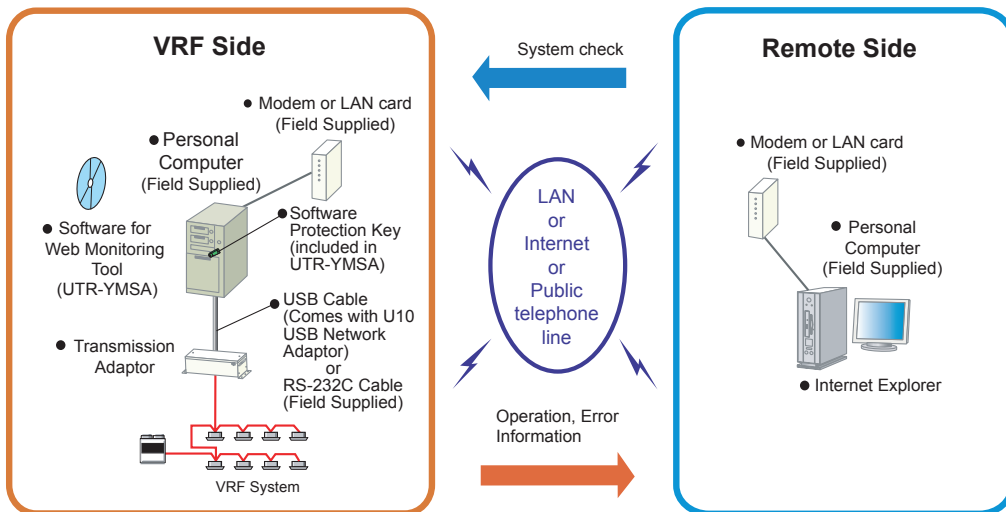 VRF Side
● Modem or LAN card
(Field Supplied)
● Personal
Computer
(Field Supplied)
● Software for
Web Monitoring
Tool
(UTR-YMSA)
● Software
Protection Key
(included in
UTR-YMSA)
● USB Cable
(Comes with U10
USB Network
Adaptor)
or
RS-232C Cable
(Field Supplied)
● Transmission
Adaptor
VRF System
System check
LAN
or
Internet
or
Public
telephone
line
Operation, Error
Information
Remote Side
● Modem or LAN card
(Field Supplied)
● Personal
Computer
(Field Supplied)
● Internet Explorer